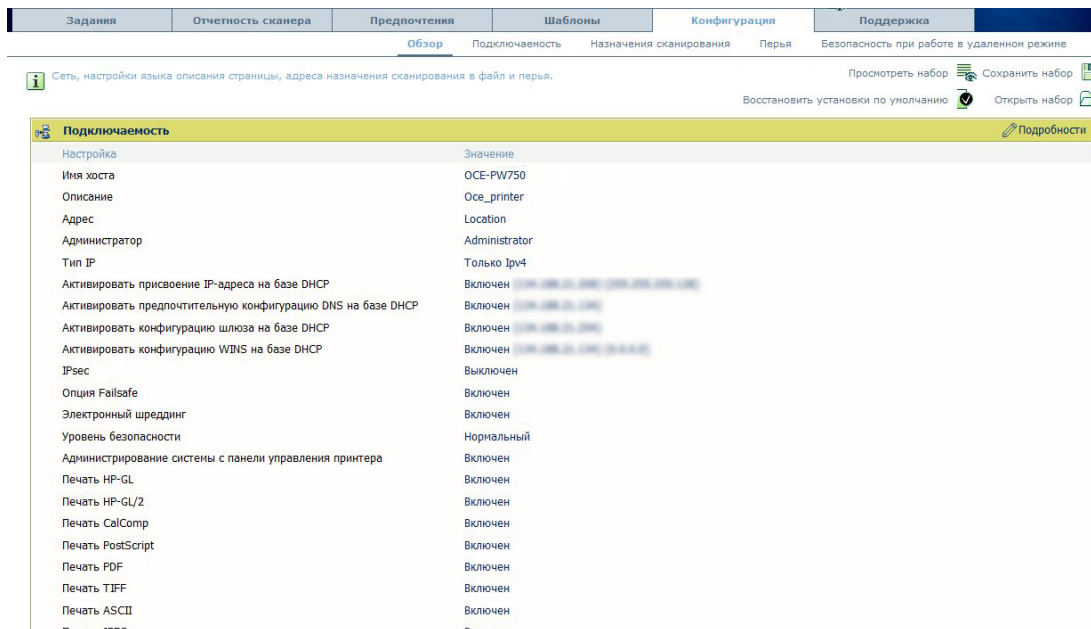 Задания Отчетность сканера Предпочтения Шаблоны Конфигурация Поддержка
Обзор Подключаемость Назначения сканирования Перья Безопасность при работе в удаленном режиме
Сеть, настройки языка описания страницы, адреса назначения сканирования в файл и перья.
Просмотреть набор Сохранить набор
Восстановить установки по умолчанию Открыть набор
Подключаемость Подробности
Настройка Значение
Имя хоста OCE-PW750
Описание Oce_printer
Адрес Location
Администратор Administrator
Тип IP Только Ipv4
Активировать присвоение IP-адреса на базе DHCP Включен
Активировать предпочтительную конфигурацию DNS на базе DHCP Включен
Активировать конфигурацию шлюза на базе DHCP Включен
Активировать конфигурацию WINS на базе DHCP Включен
IPsec Выключен
Опция Failsafe Включен
Электронный шреддинг Включен
Уровень безопасности Нормальный
Администрирование системы с панели управления принтера Включен
Печать HP-GL Включен
Печать HP-GL/2 Включен
Печать CalComp Включен
Печать PostScript Включен
Печать PDF Включен
Печать TIFF Включен
Печать ASCII Включен